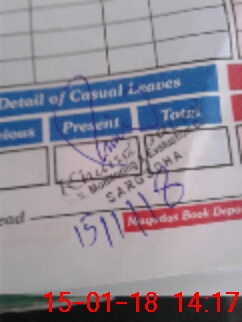 Detail of Casual Leaves
ious Present Total
SARGODHA
15/1/18
ead
Muqadas Book Depo
15-01-18 14:17